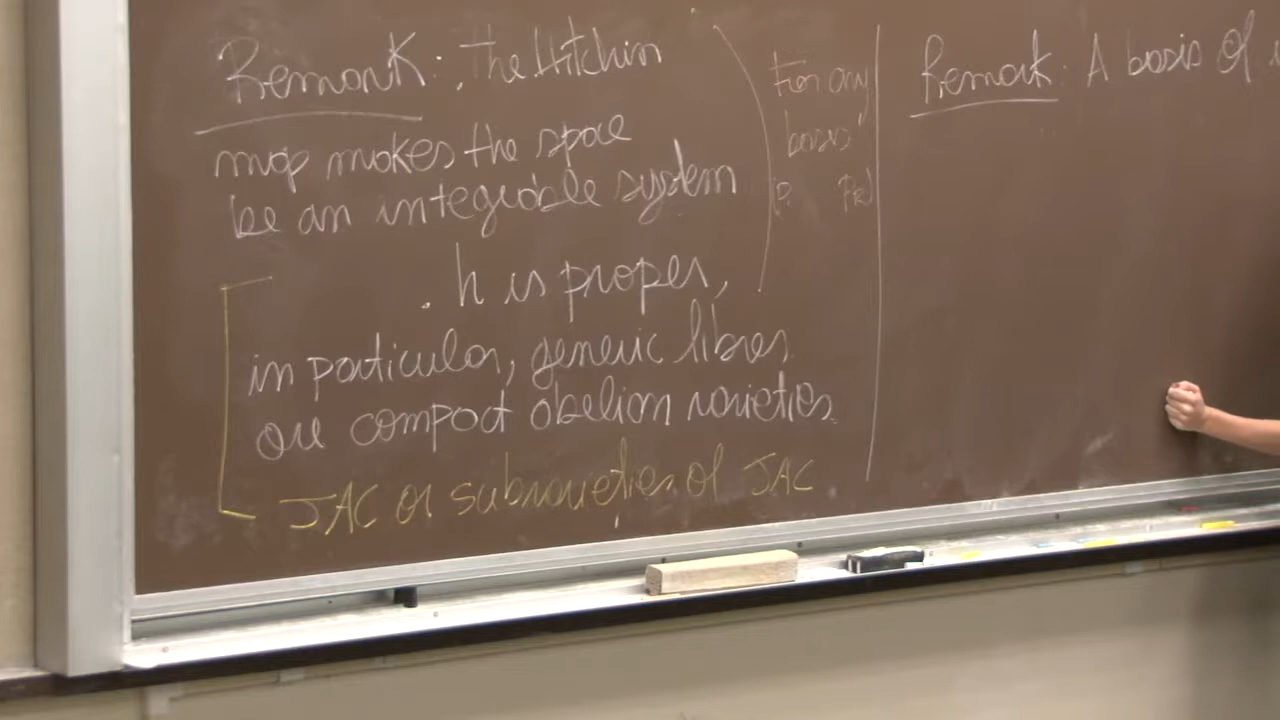 Remark: . The Hitchin
map makes the space
be an integrable system
. h is proper,
in particular, generic fibres
are compact abelian varieties.
JAC or subvarieties of JAC
For any
basis
(P. Pk)
Remark: A basis of